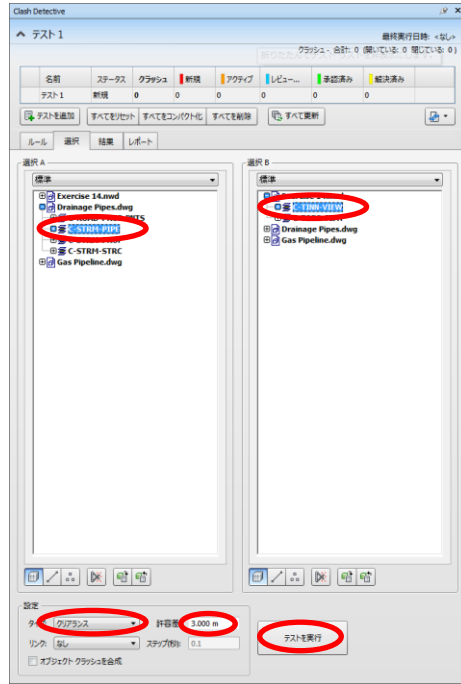 Clash Detective
テスト 1
最終実行日時: <なし>
クラッシュ - 合計: 0 (開いている: 0 閉じている: 0)
名前 ステータス クラッシュ 新規 アクティブ レビュー... 承認済み 解決済み
テスト 1 新規 0 0 0 0 0 0
テストを追加 すべてをリセット すべてをコンパクト化 すべてを削除 すべて更新
ルール 選択 結果 レポート
選択 A
標準
Exercise 14.nwd
Drainage Pipes.dwg
C-STRM-PIPE
C-STRM-STRC
Gas Pipeline.dwg
選択 B
標準
C-TINN-VIEW
Drainage Pipes.dwg
Gas Pipeline.dwg
設定
クリアランス
3.000 m
リンク: なし
ステップ(秒): 0.1
オブジェクト クラッシュを合成
テストを実行